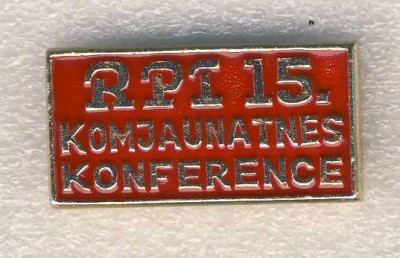 RPI 15.
KOMJAUNATNES
KONFERENCE